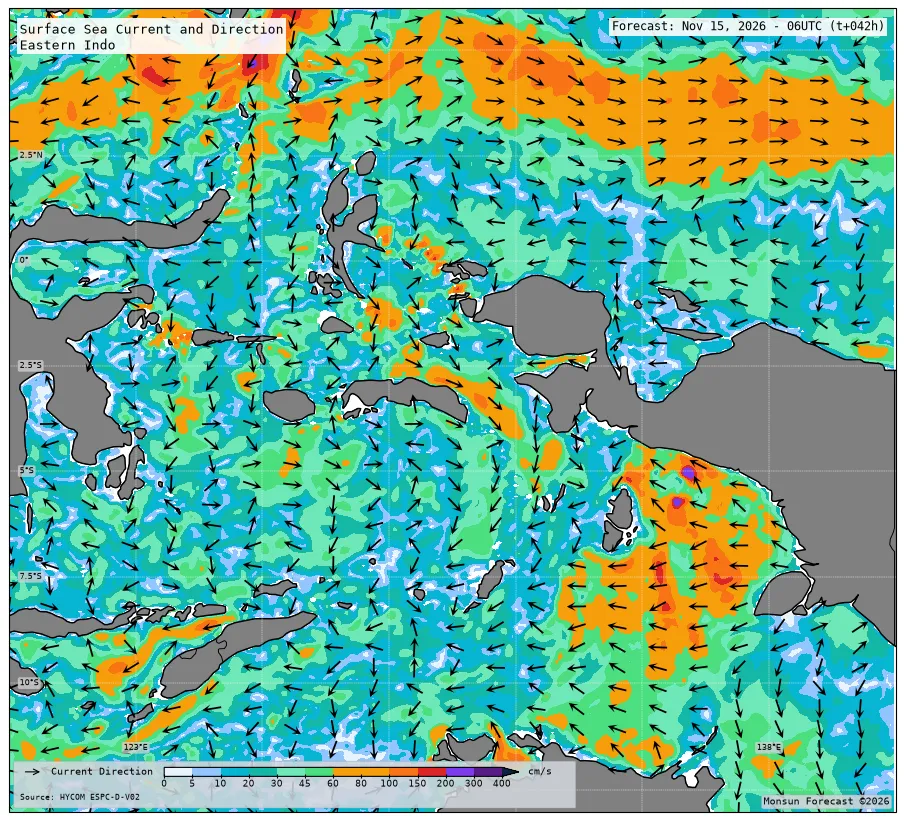 Surface Sea Current and Direction
Eastern Indo
Forecast: Nov 15, 2026 - 06UTC (t+042h)
2.5°N
0°
2.5°S
5°S
7.5°S
10°S
123°E
138°E
Current Direction
0 5 10 20 30 45 60 80 100 150 200 300 400
cm/s
Source: HYCOM ESPC-D-V02
Monsun Forecast ©2026